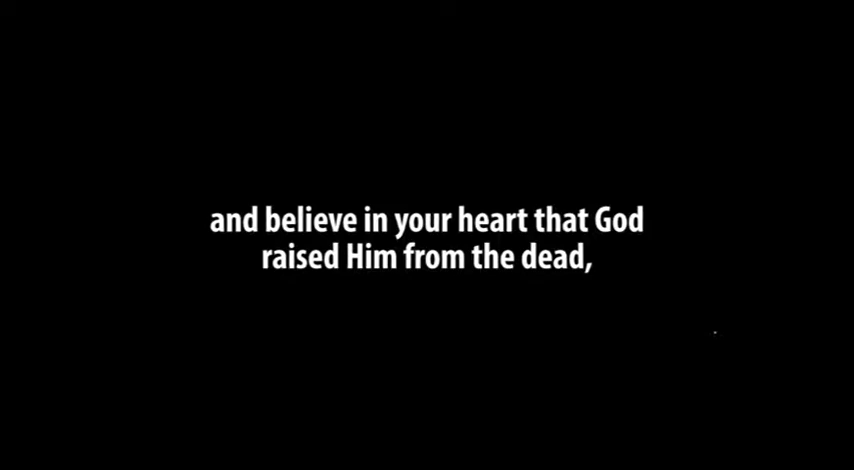 and believe in your heart that God
raised Him from the dead,